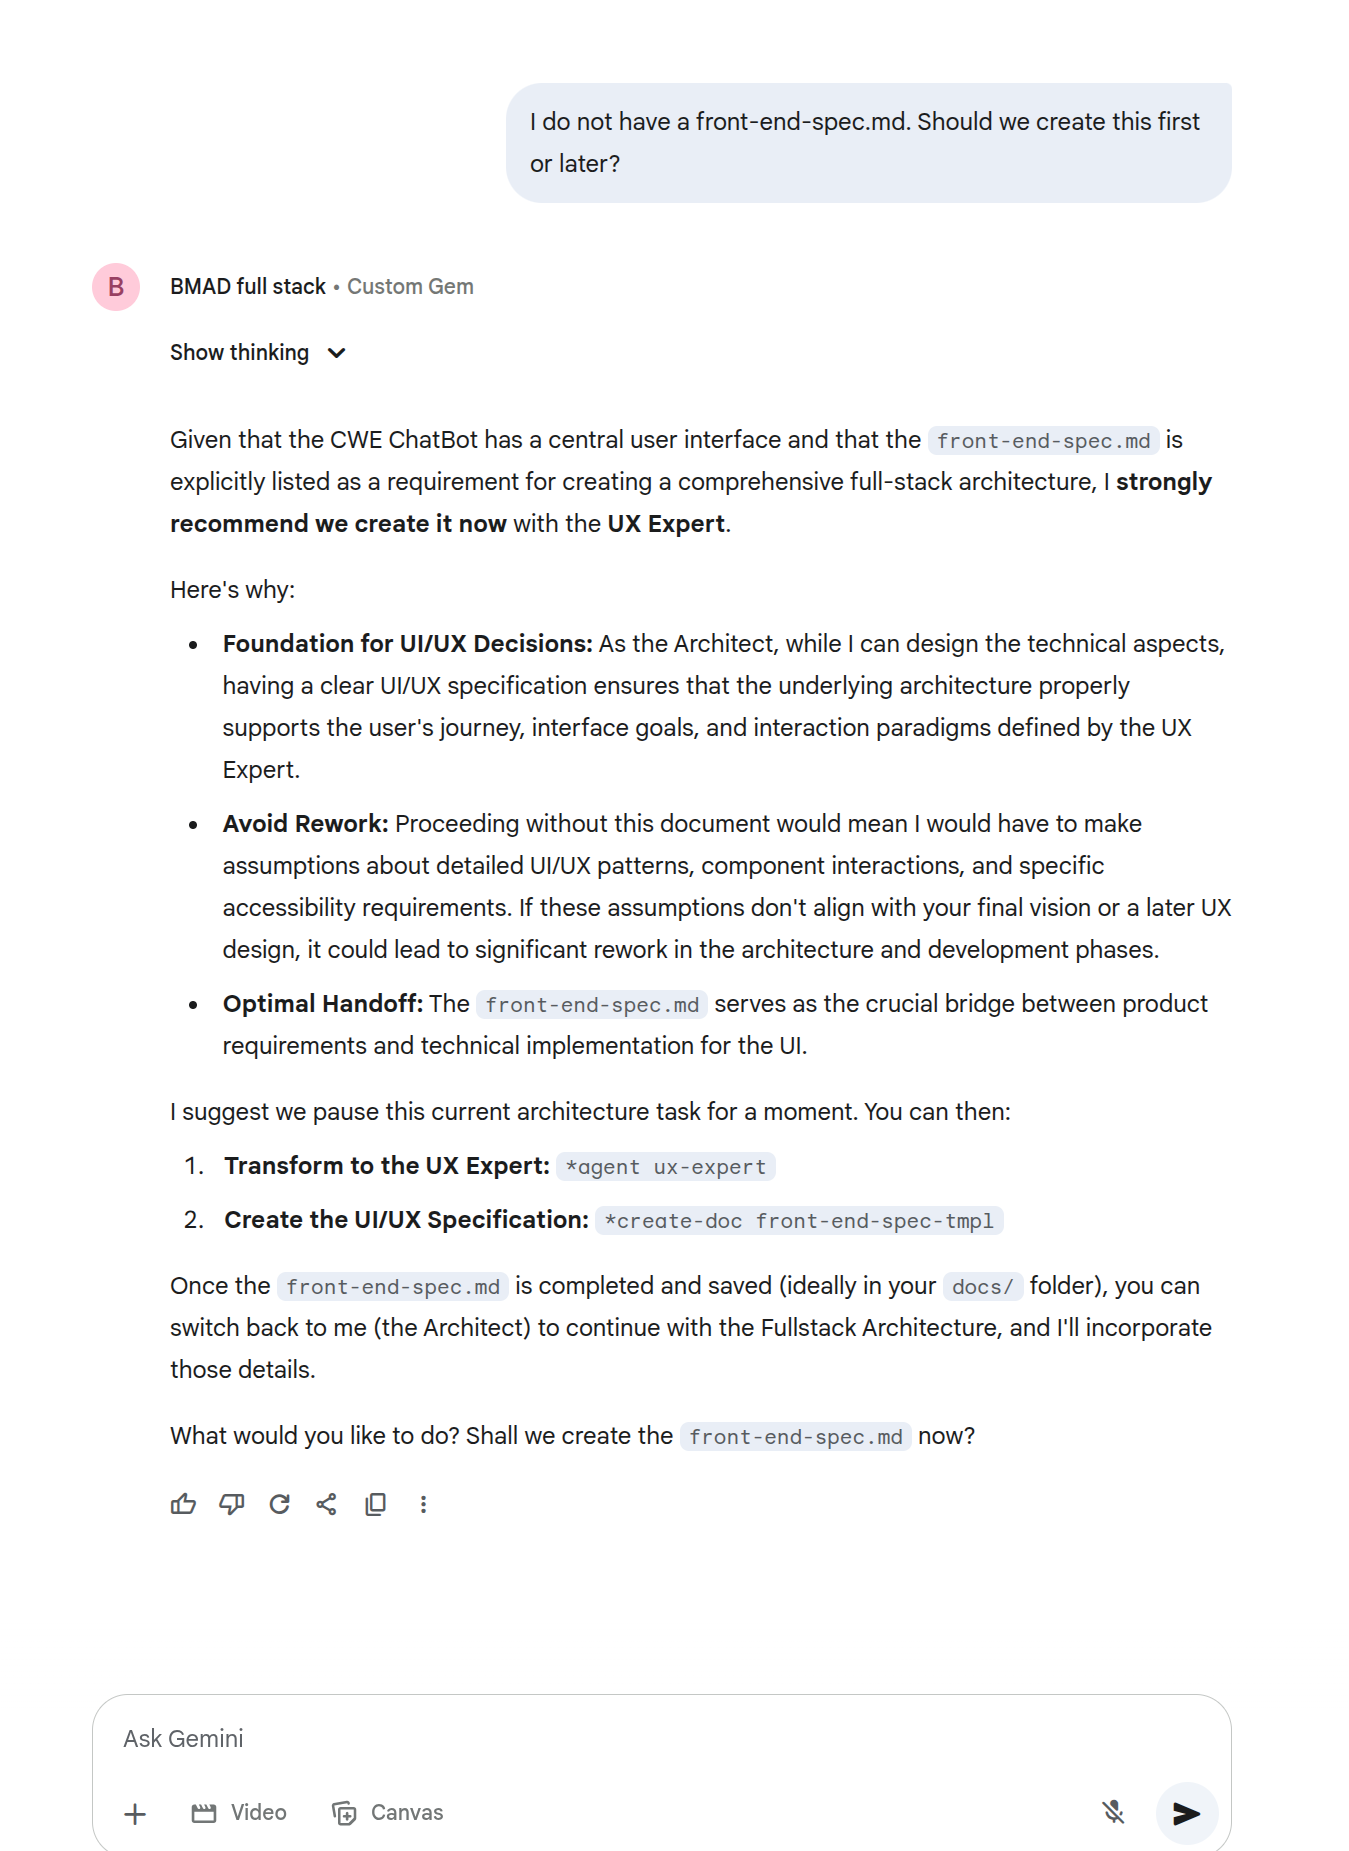 I do not have a front-end-spec.md. Should we create this first
or later?
B
BMAD full stack • Custom Gem
Show thinking
Given that the CWE ChatBot has a central user interface and that the front-end-spec.md is
explicitly listed as a requirement for creating a comprehensive full-stack architecture, I strongly
recommend we create it now with the UX Expert.
Here's why:
• Foundation for UI/UX Decisions: As the Architect, while I can design the technical aspects,
having a clear UI/UX specification ensures that the underlying architecture properly
supports the user's journey, interface goals, and interaction paradigms defined by the UX
Expert.
• Avoid Rework: Proceeding without this document would mean I would have to make
assumptions about detailed UI/UX patterns, component interactions, and specific
accessibility requirements. If these assumptions don't align with your final vision or a later UX
design, it could lead to significant rework in the architecture and development phases.
• Optimal Handoff: The front-end-spec.md serves as the crucial bridge between product
requirements and technical implementation for the UI.
I suggest we pause this current architecture task for a moment. You can then:
1. Transform to the UX Expert: *agent ux-expert
2. Create the UI/UX Specification: *create-doc front-end-spec-tmpl
Once the front-end-spec.md is completed and saved (ideally in your docs/ folder), you can
switch back to me (the Architect) to continue with the Fullstack Architecture, and I'll incorporate
those details.
What would you like to do? Shall we create the front-end-spec.md now?
Ask Gemini
Video Canvas